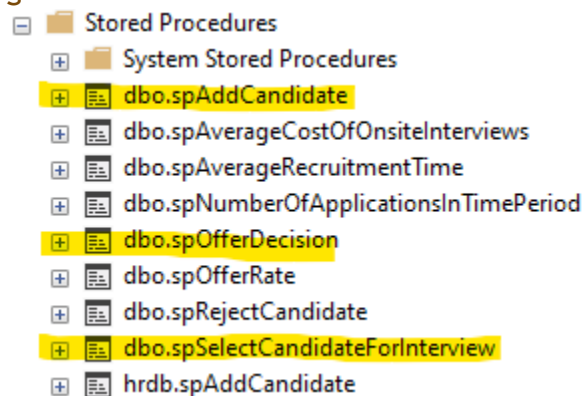 Stored Procedures
System Stored Procedures
dbo.spAddCandidate
dbo.spAverageCostOfOnsiteInterviews
dbo.spAverageRecruitmentTime
dbo.spNumberOfApplicationsInTimePeriod
dbo.spOfferDecision
dbo.spOfferRate
dbo.spRejectCandidate
dbo.spSelectCandidateForInterview
hrdb.spAddCandidate